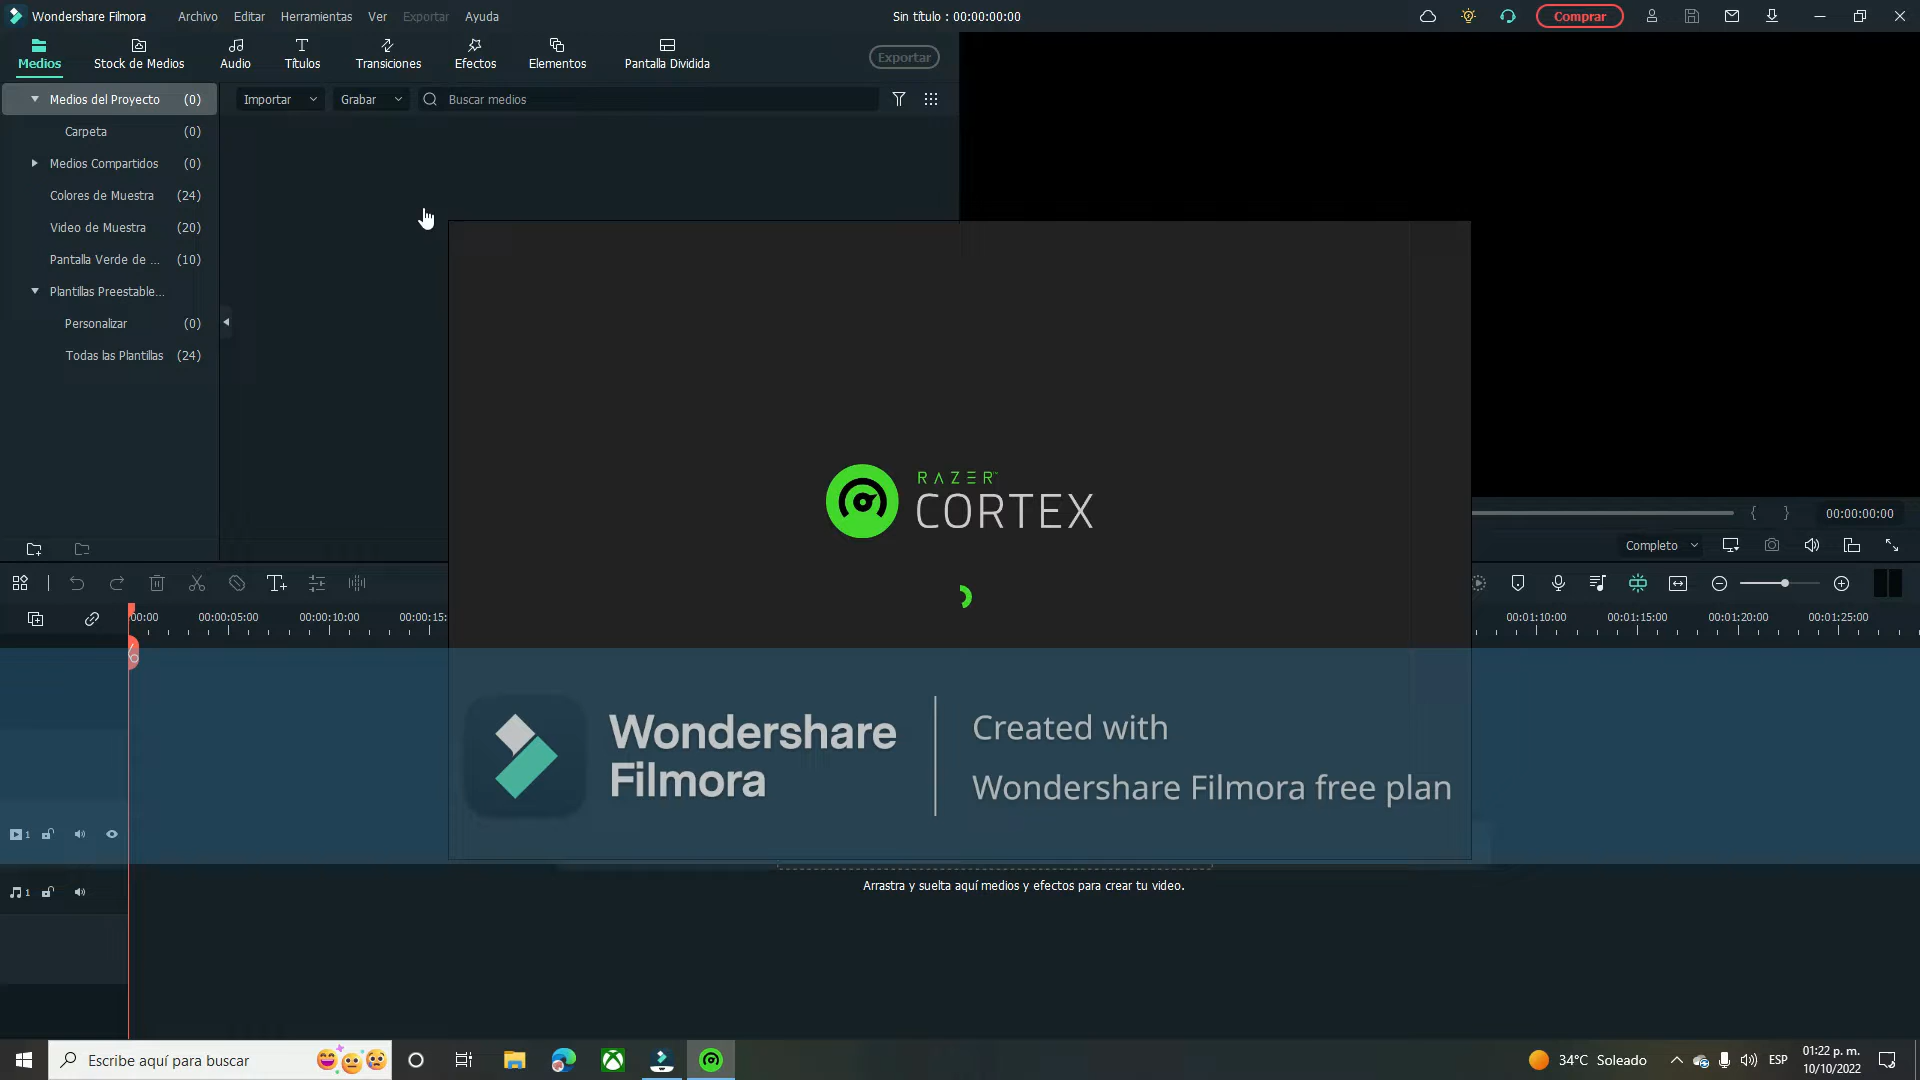 Wondershare Filmora
Archivo
Editar
Herramientas
Ver
Exportar
Ayuda
Sin título : 00:00:00:00
Comprar
Medios
Stock de Medios
Audio
Títulos
Transiciones
Efectos
Elementos
Pantalla Dividida
Exportar
Medios del Proyecto (0)
Importar
Grabar
Buscar medios
Carpeta (0)
Medios Compartidos (0)
Colores de Muestra (24)
Video de Muestra (20)
Pantalla Verde de ... (10)
Plantillas Preestable...
Personalizar (0)
Todas las Plantillas (24)
RAZER™
CORTEX
00:00:00:00
Completo
:00:00
00:00:05:00
00:00:10:00
00:00:15:
00:01:10:00
00:01:15:00
00:01:20:00
00:01:25:00
Wondershare
Filmora
Created with
Wondershare Filmora free plan
1
1
Arrastra y suelta aquí medios y efectos para crear tu video.
Escribe aquí para buscar
34°C Soleado
ESP
01:22 p. m.
10/10/2022